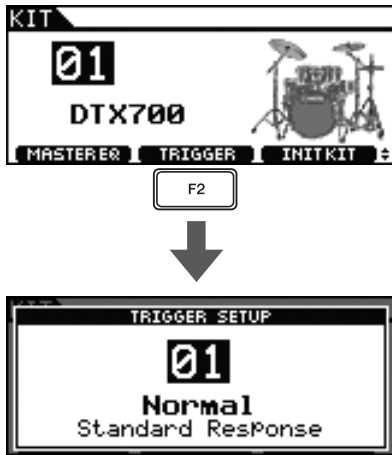 KIT
01
DTX700
MASTER EQ TRIGGER INIT KIT
F2
TRIGGER SETUP
01
Normal
Standard Response